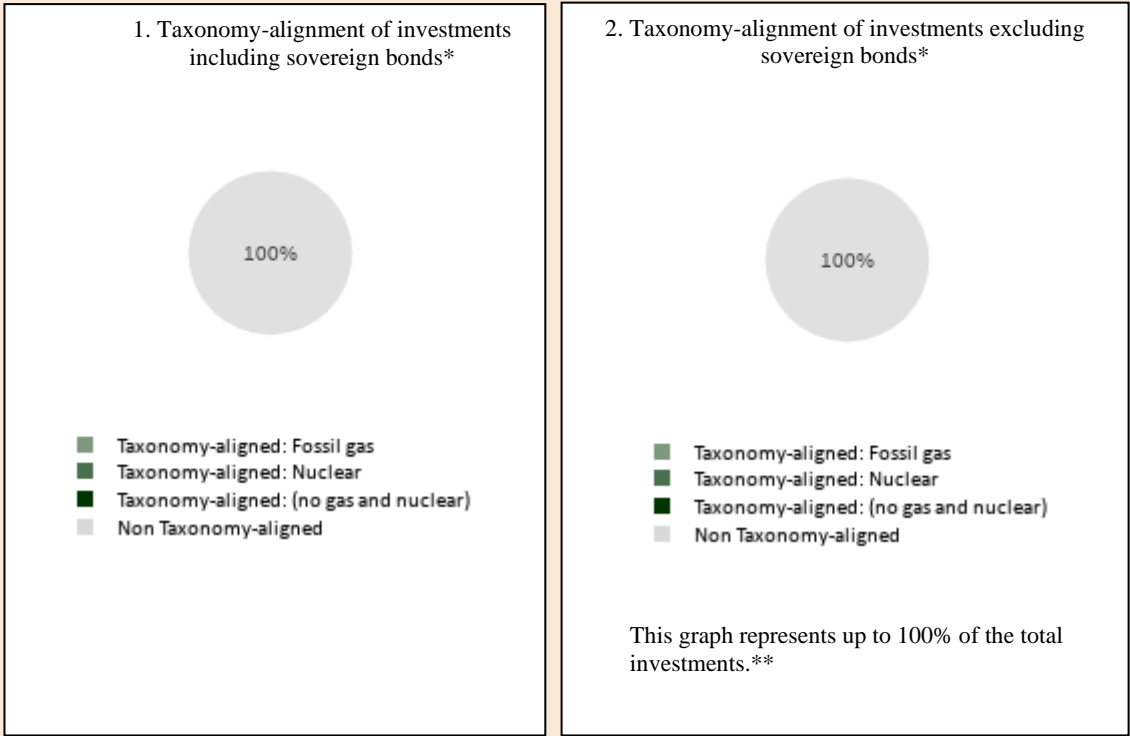 1. Taxonomy-alignment of investments
including sovereign bonds*
100%
Taxonomy-aligned: Fossil gas
Taxonomy-aligned: Nuclear
Taxonomy-aligned: (no gas and nuclear)
Non Taxonomy-aligned
2. Taxonomy-alignment of investments excluding
sovereign bonds*
100%
Taxonomy-aligned: Fossil gas
Taxonomy-aligned: Nuclear
Taxonomy-aligned: (no gas and nuclear)
Non Taxonomy-aligned
This graph represents up to 100% of the total
investments.**